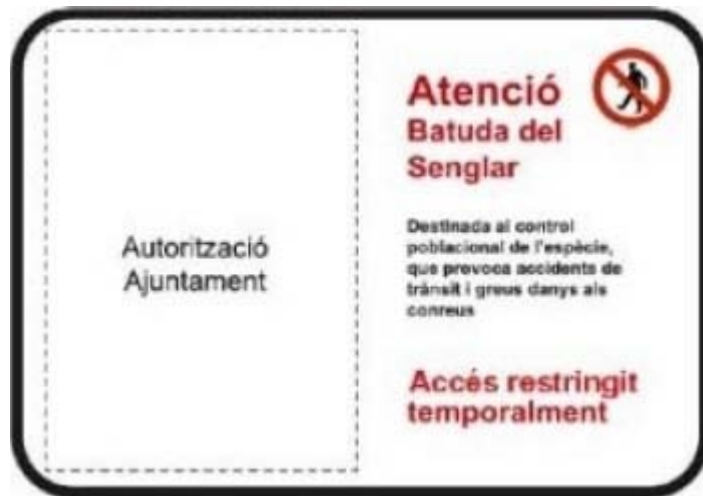 Autorització
Ajuntament
Atenció
Batuda del
Senglar
Destinada al control
poblacional de l'espècie,
que provoca accidents de
trànsit i greus danys als
conreus
Accés restringit
temporalment